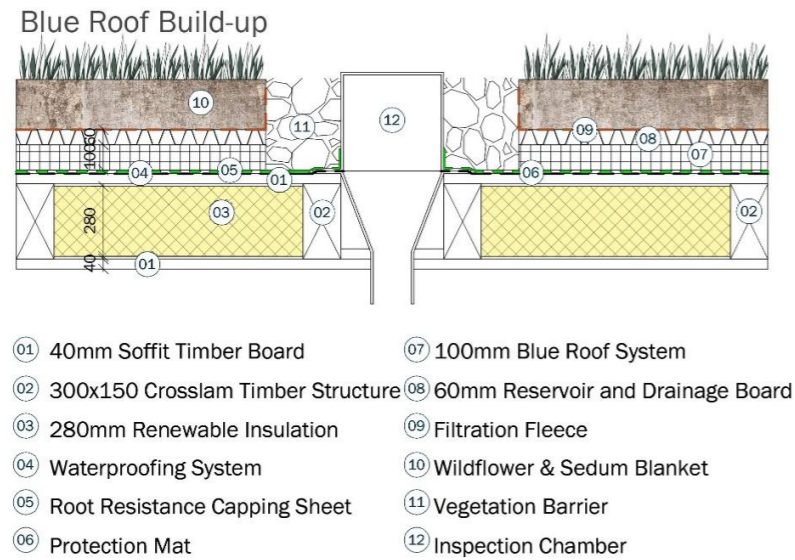 Blue Roof Build-up
10
11
12
09
08
07
10060
04
05
01
06
280
03
02
02
40
01
01 40mm Soffit Timber Board
02 300x150 Crosslam Timber Structure
03 280mm Renewable Insulation
04 Waterproofing System
05 Root Resistance Capping Sheet
06 Protection Mat
07 100mm Blue Roof System
08 60mm Reservoir and Drainage Board
09 Filtration Fleece
10 Wildflower & Sedum Blanket
11 Vegetation Barrier
12 Inspection Chamber